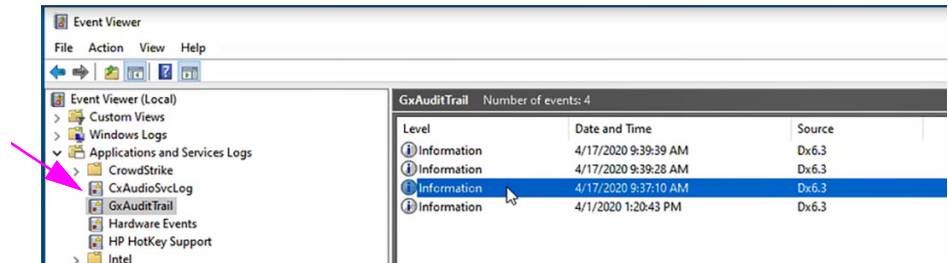 Event Viewer
File Action View Help
Event Viewer (Local)
Custom Views
Windows Logs
Applications and Services Logs
CrowdStrike
CxAudioSvcLog
GxAuditTrail
Hardware Events
HP HotKey Support
Intel
GxAuditTrail Number of events: 4
Level Date and Time Source
Information 4/17/2020 9:39:39 AM Dx6.3
Information 4/17/2020 9:39:28 AM Dx6.3
Information 4/17/2020 9:37:10 AM Dx6.3
Information 4/1/2020 1:20:43 PM Dx6.3